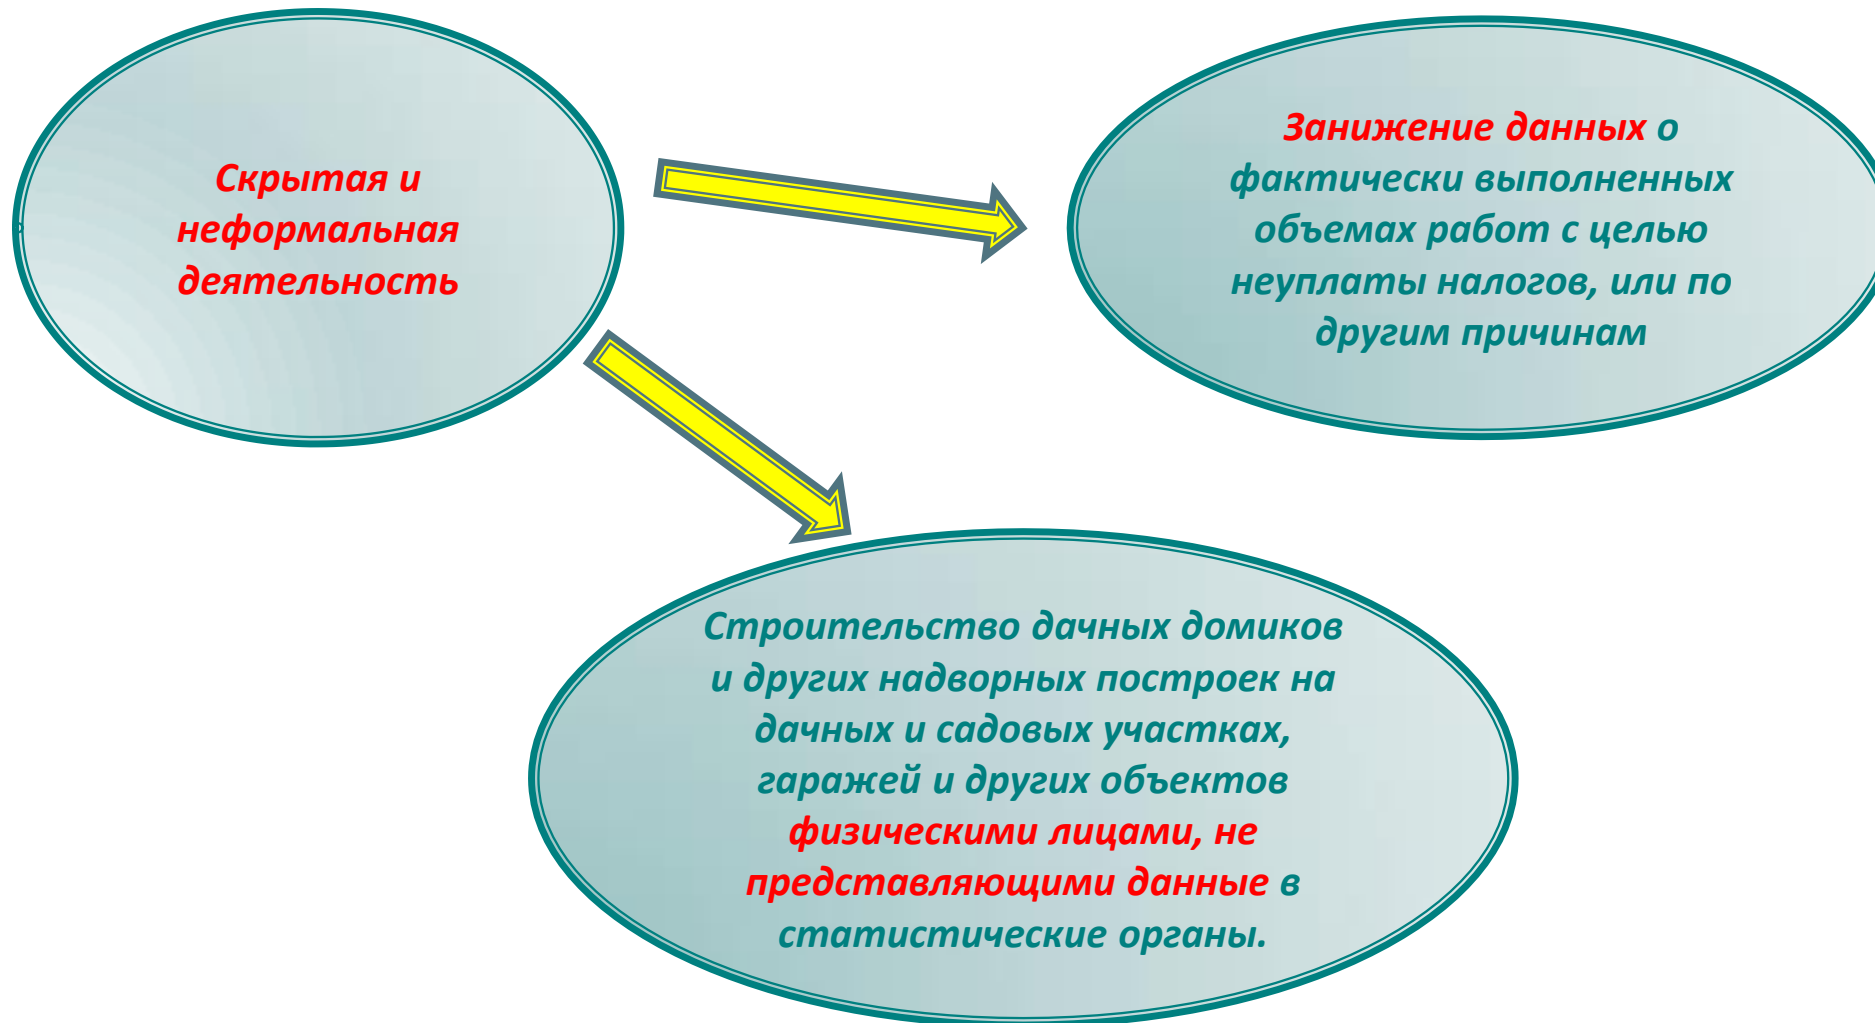 Скрытая и
неформальная
деятельность
Занижение данных о
фактически выполненных
объемах работ с целью
неуплаты налогов, или по
другим причинам
Строительство дачных домиков
и других надворных построек на
дачных и садовых участках,
гаражей и других объектов
физическими лицами, не
представляющими данные в
статистические органы.